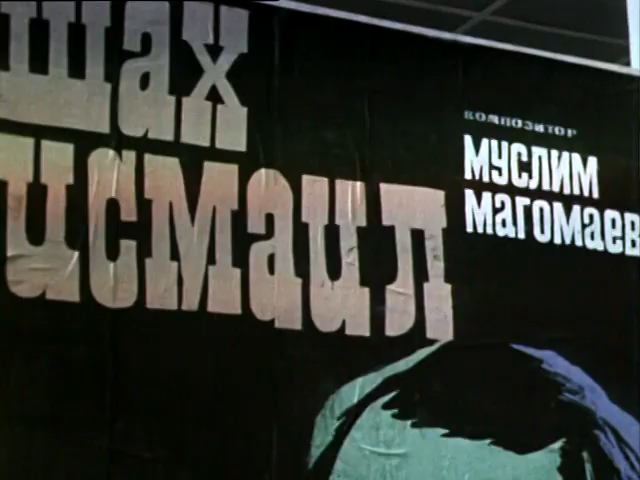 шах
исмаил
композитор
МУСЛИМ
магомаев